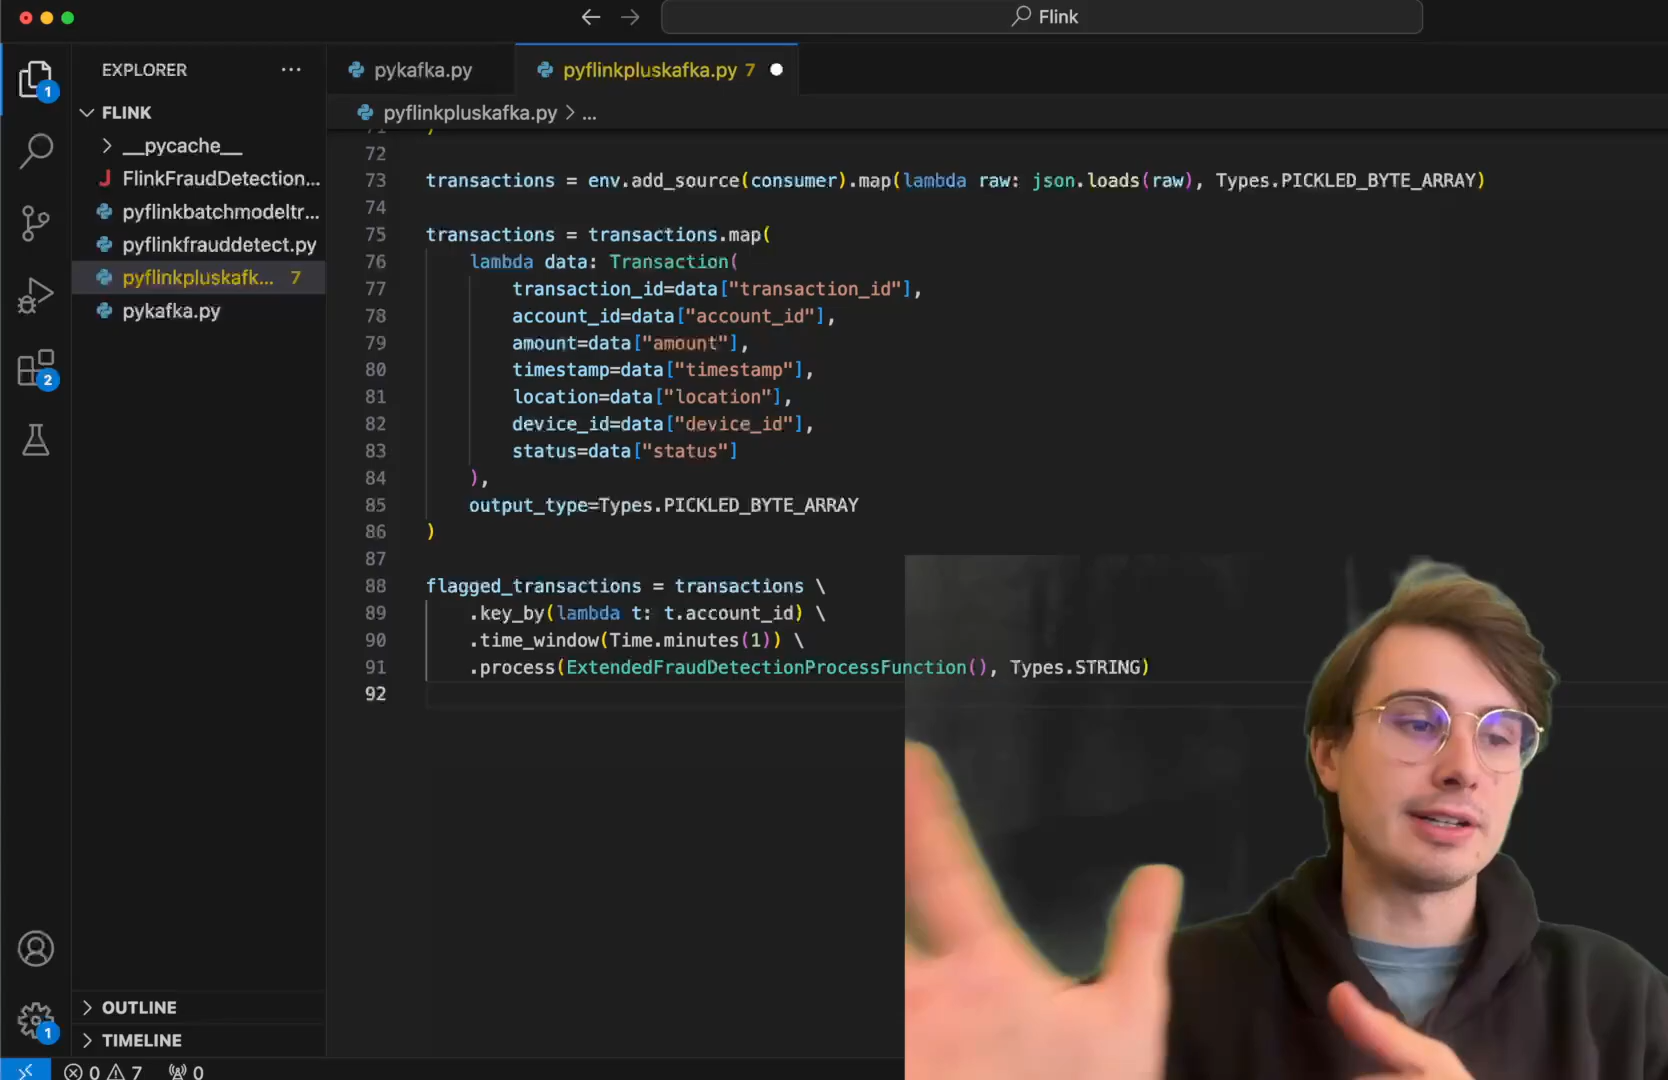 Flink
EXPLORER
pykafka.py
pyflinkpluskafka.py 7
FLINK
pyflinkpluskafka.py > ...
__pycache__
FlinkFraudDetection...
pyflinkbatchmodeltr...
pyflinkfrauddetect.py
pyflinkpluskafk... 7
pykafka.py
71 )
72
73 transactions = env.add_source(consumer).map(lambda raw: json.loads(raw), Types.PICKLED_BYTE_ARRAY)
74
75 transactions = transactions.map(
76 lambda data: Transaction(
77 transaction_id=data["transaction_id"],
78 account_id=data["account_id"],
79 amount=data["amount"],
80 timestamp=data["timestamp"],
81 location=data["location"],
82 device_id=data["device_id"],
83 status=data["status"]
84 ),
85 output_type=Types.PICKLED_BYTE_ARRAY
86 )
87
88 flagged_transactions = transactions \
89 .key_by(lambda t: t.account_id) \
90 .time_window(Time.minutes(1)) \
91 .process(ExtendedFraudDetectionProcessFunction(), Types.STRING)
92
1
2
1
OUTLINE
TIMELINE
0 7 0